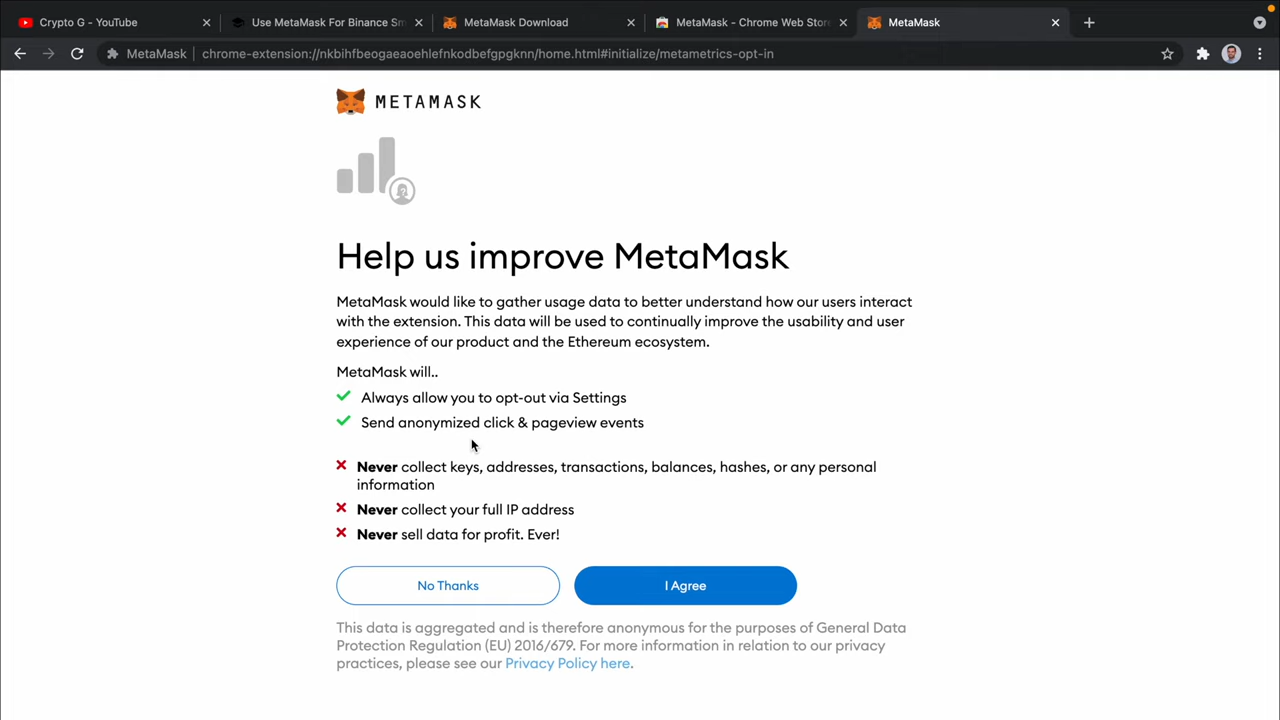 Crypto G - YouTube
Use MetaMask For Binance Sm
MetaMask Download
MetaMask - Chrome Web Store
MetaMask
MetaMask
chrome-extension://nkbihfbeogaeaoehlefnkodbefgpgknn/home.html#initialize/metametrics-opt-in
METAMASK
Help us improve MetaMask
MetaMask would like to gather usage data to better understand how our users interact
with the extension. This data will be used to continually improve the usability and user
experience of our product and the Ethereum ecosystem.
MetaMask will..
Always allow you to opt-out via Settings
Send anonymized click & pageview events
Never collect keys, addresses, transactions, balances, hashes, or any personal
information
Never collect your full IP address
Never sell data for profit. Ever!
No Thanks
I Agree
This data is aggregated and is therefore anonymous for the purposes of General Data
Protection Regulation (EU) 2016/679. For more information in relation to our privacy
practices, please see our Privacy Policy here.